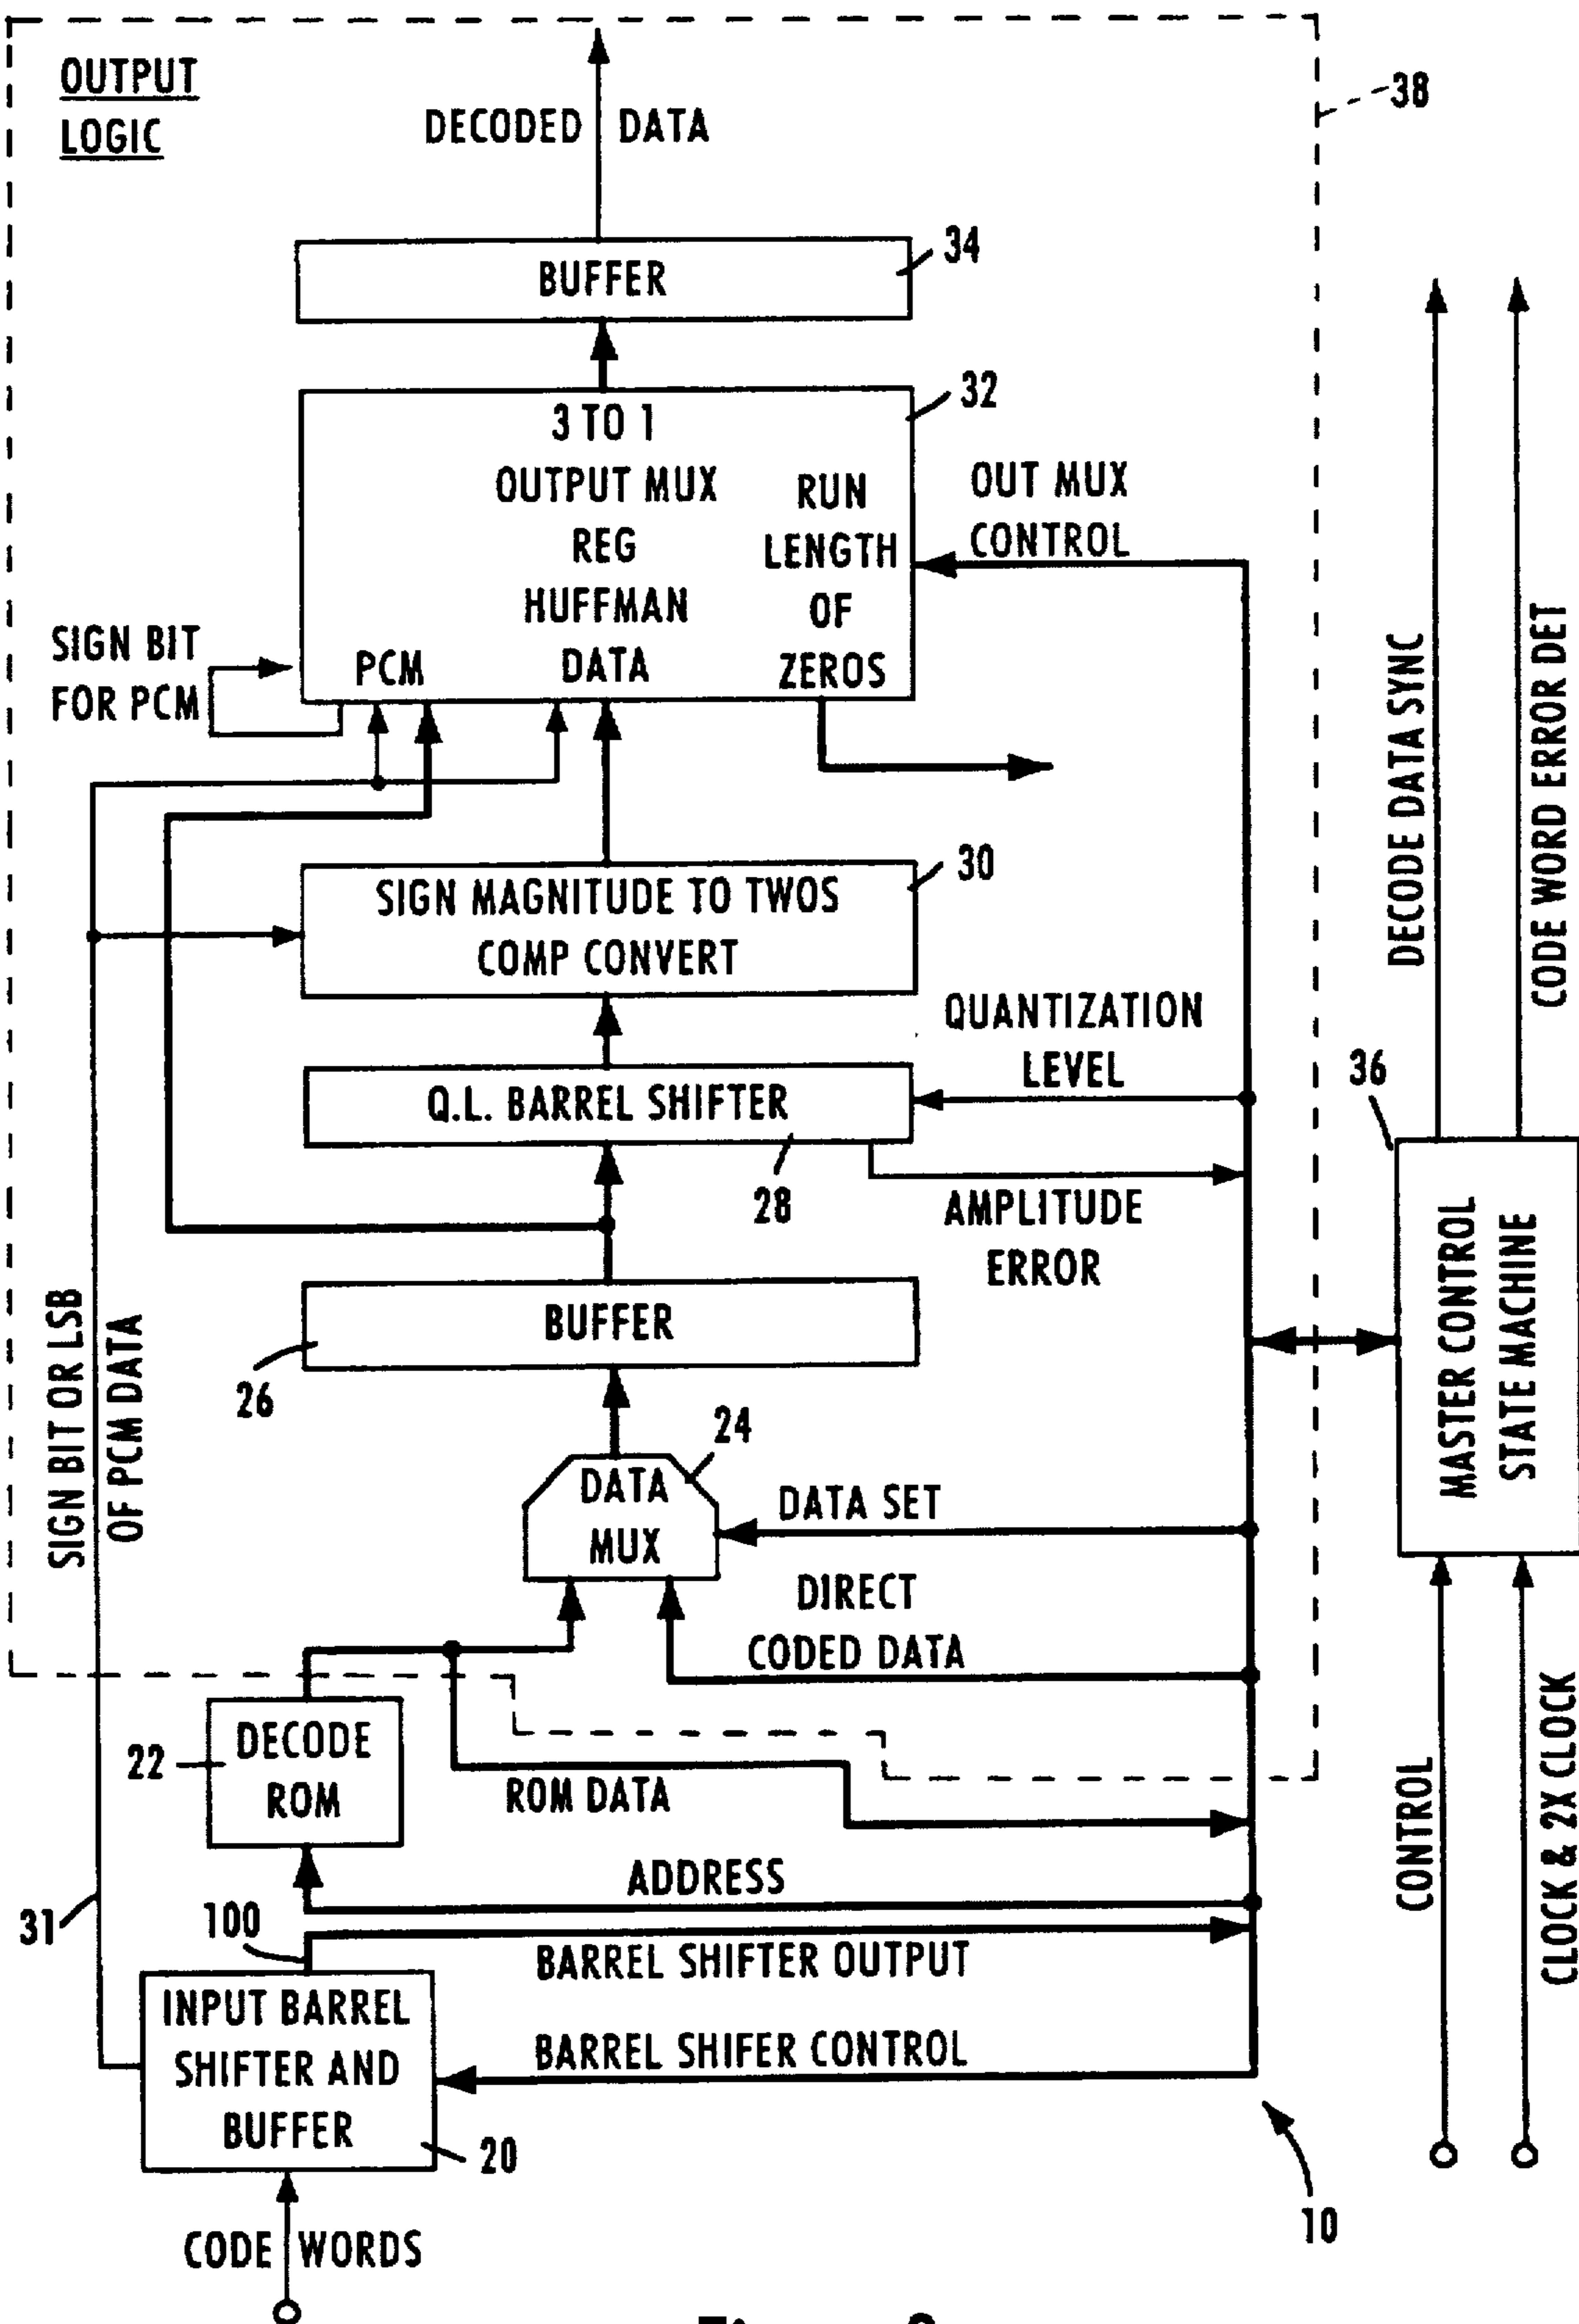 OUTPUT
LOGIC
DECODED DATA
38
BUFFER
34
32
3 TO 1
OUTPUT MUX
REG
HUFFMAN
DATA
RUN
LENGTH
OF
ZEROS
PCM
OUT MUX
CONTROL
SIGN BIT
FOR PCM
DECODE DATA SYNC
CODE WORD ERROR DET
30
SIGN MAGNITUDE TO TWOS
COMP CONVERT
QUANTIZATION
LEVEL
Q.L. BARREL SHIFTER
28
AMPLITUDE
ERROR
36
MASTER CONTROL
STATE MACHINE
BUFFER
26
SIGN BIT OR LSB
OF PCM DATA
24
DATA
MUX
DATA SET
DIRECT
CODED DATA
22
DECODE
ROM
ROM DATA
CONTROL
CLOCK & 2X CLOCK
ADDRESS
31
100
BARREL SHIFTER OUTPUT
INPUT BARREL
SHIFTER AND
BUFFER
BARREL SHIFER CONTROL
20
10
CODE WORDS